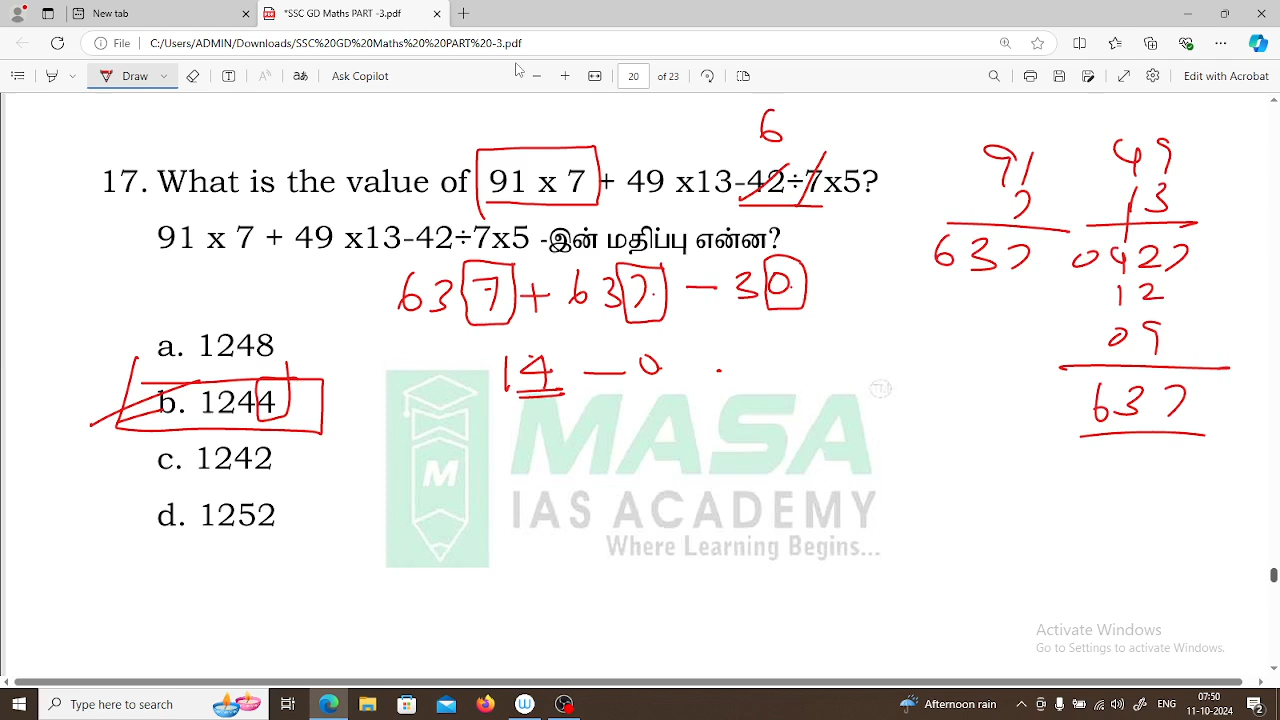 New tab
*SSC GD Maths PART -3.pdf
File
C:/Users/ADMIN/Downloads/SSC%20GD%20Maths%20%20PART%20-3.pdf
Draw
Ask Copilot
20 of 23
Edit with Acrobat
6
17. What is the value of 91 x 7 + 49 x13-42÷7x5?
91 x 7 + 49 x13-42÷7x5 -இன் மதிப்பு என்ன?
637 + 637 - 30
a. 1248
14 - 0
b. 1244
c. 1242
d. 1252
91
7
637
49
13
0427
12
09
637
M
MASA
IAS ACADEMY
Where Learning Begins...
Activate Windows
Go to Settings to activate Windows.
Type here to search
Afternoon rain
ENG
07:50
11-10-2024
2